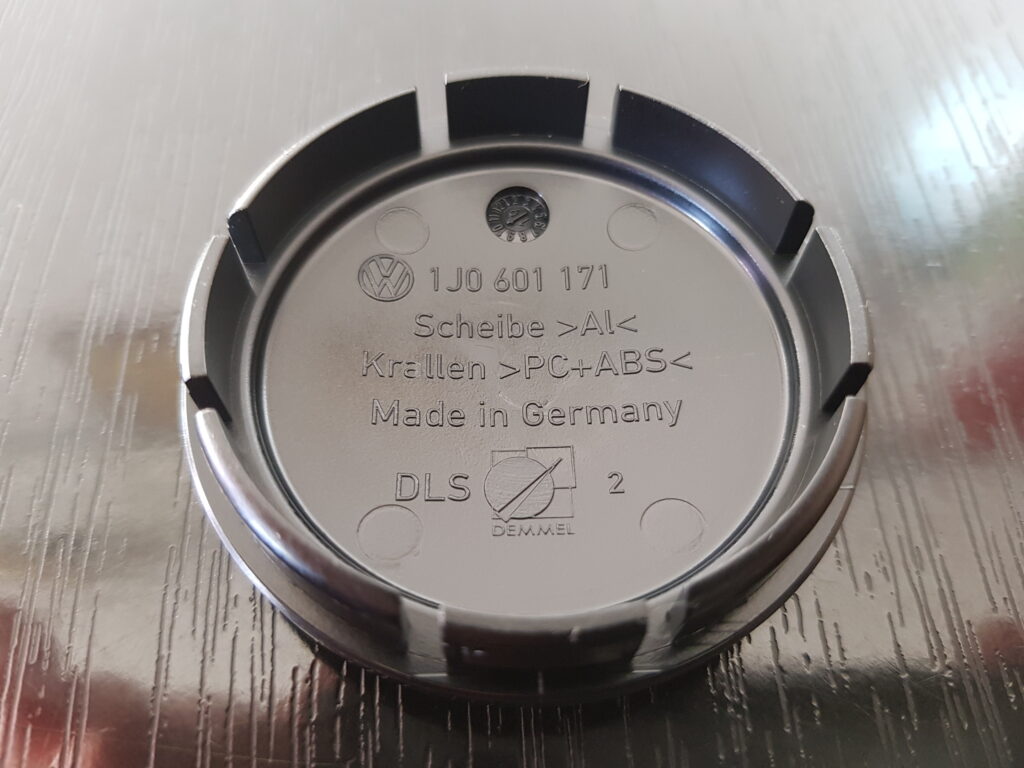 1J0 601 171
Scheibe >Al<
Krallen >PC+ABS<
Made in Germany
DLS 2
DEMMEL